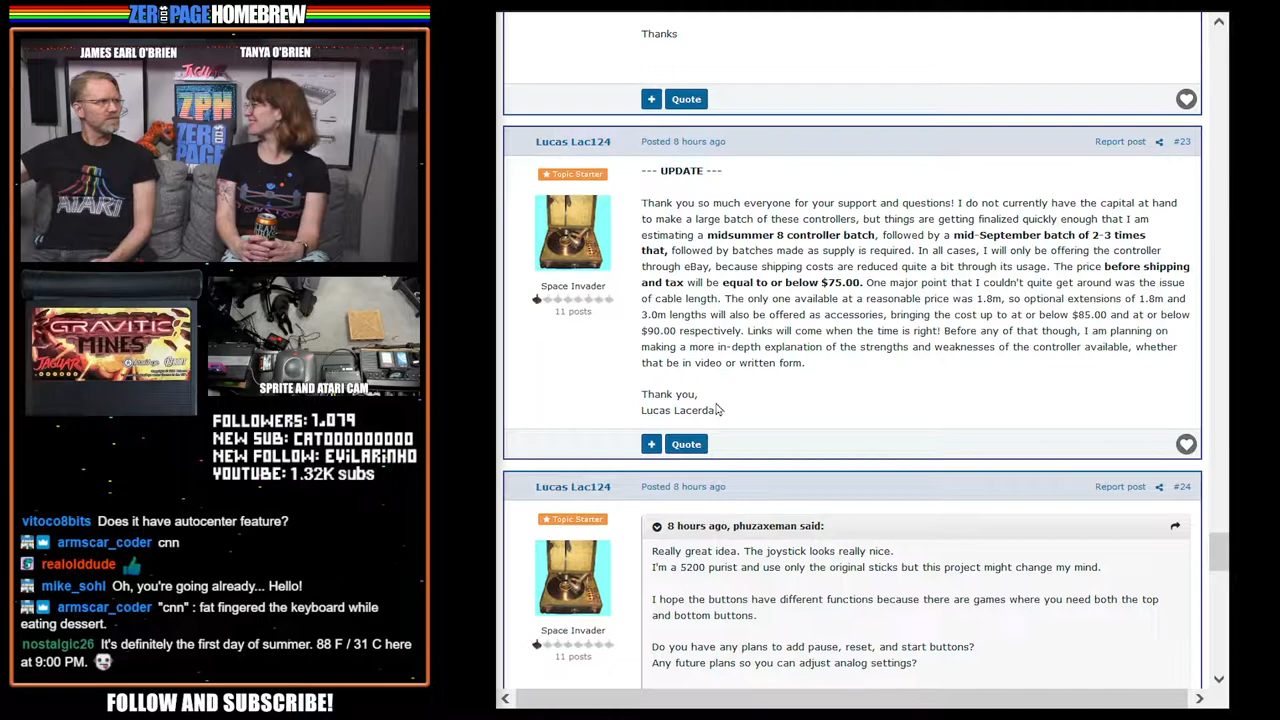 ZERO PAGE HOMEBREW
JAMES EARL O'BRIEN
TANYA O'BRIEN
JAGUAR
ZPH
ZERO
PAGE
ATARI
GRAVITIC
MINES
JAGUAR
SPRITE AND ATARI CAM
FOLLOWERS: 1,079
NEW SUB: CATOOOOOOOOO
NEW FOLLOW: EVILARINHO
YOUTUBE: 1.32K subs
vitoco8bits Does it have autocenter feature?
armscar_coder cnn
realolddude
mike_sohl Oh, you're going already... Hello!
armscar_coder "cnn" : fat fingered the keyboard while
eating dessert.
nostalgic26 It's definitely the first day of summer. 88 F / 31 C here
at 9:00 PM.
FOLLOW AND SUBSCRIBE!
Thanks
+ Quote
Lucas Lac124
Posted 8 hours ago
Report post
#23
Topic Starter
Space Invader
11 posts
--- UPDATE ---
Thank you so much everyone for your support and questions! I do not currently have the capital at hand
to make a large batch of these controllers, but things are getting finalized quickly enough that I am
estimating a midsummer 8 controller batch, followed by a mid-September batch of 2-3 times
that, followed by batches made as supply is required. In all cases, I will only be offering the controller
through eBay, because shipping costs are reduced quite a bit through its usage. The price before shipping
and tax will be equal to or below $75.00. One major point that I couldn't quite get around was the issue
of cable length. The only one available at a reasonable price was 1.8m, so optional extensions of 1.8m and
3.0m lengths will also be offered as accessories, bringing the cost up to at or below $85.00 and at or below
$90.00 respectively. Links will come when the time is right! Before any of that though, I am planning on
making a more in-depth explanation of the strengths and weaknesses of the controller available, whether
that be in video or written form.
Thank you,
Lucas Lacerda
+ Quote
Lucas Lac124
Posted 8 hours ago
Report post
#24
Topic Starter
Space Invader
11 posts
8 hours ago, phuzaxeman said:
Really great idea. The joystick looks really nice.
I'm a 5200 purist and use only the original sticks but this project might change my mind.
I hope the buttons have different functions because there are games where you need both the top
and bottom buttons.
Do you have any plans to add pause, reset, and start buttons?
Any future plans so you can adjust analog settings?